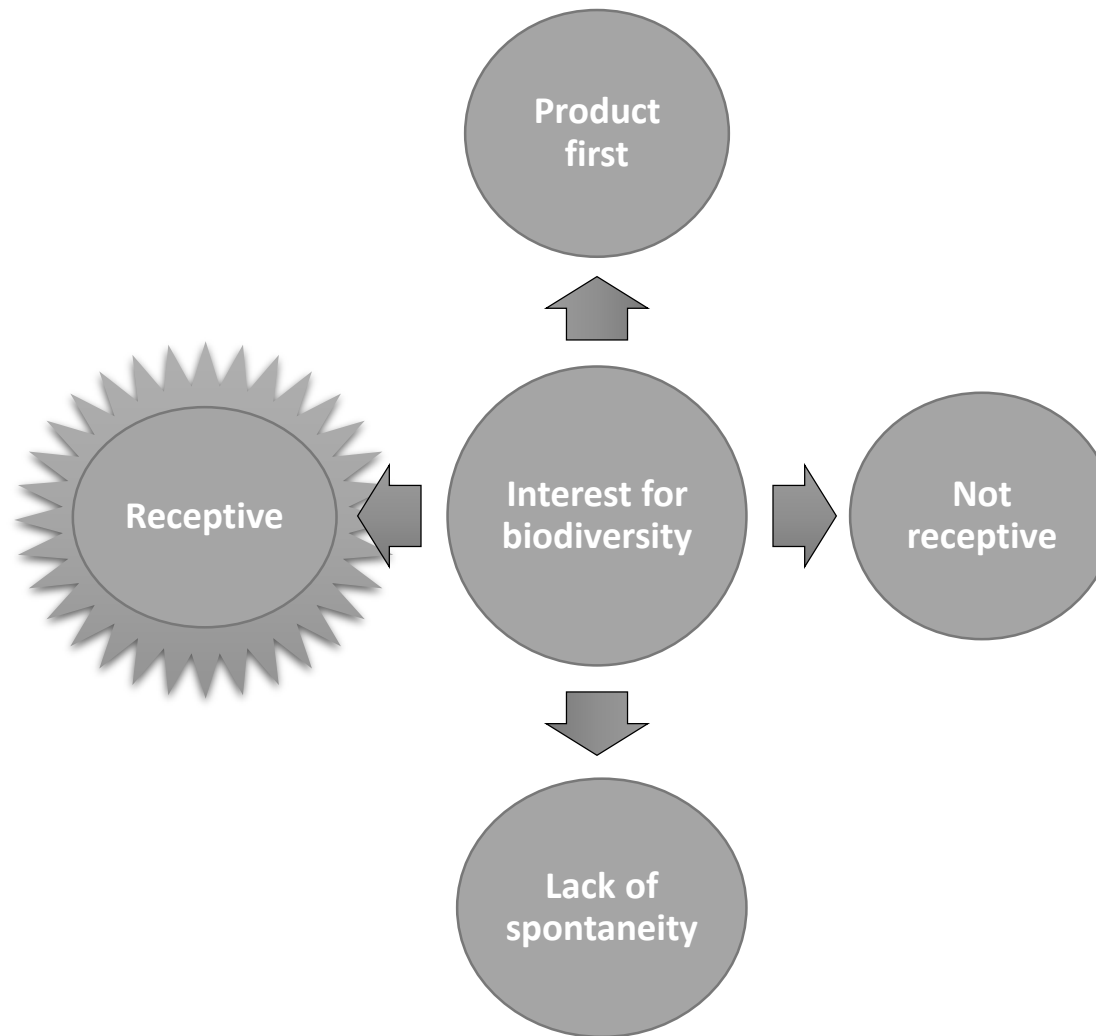 Product
first
Receptive
Interest for
biodiversity
Not
receptive
Lack of
spontaneity